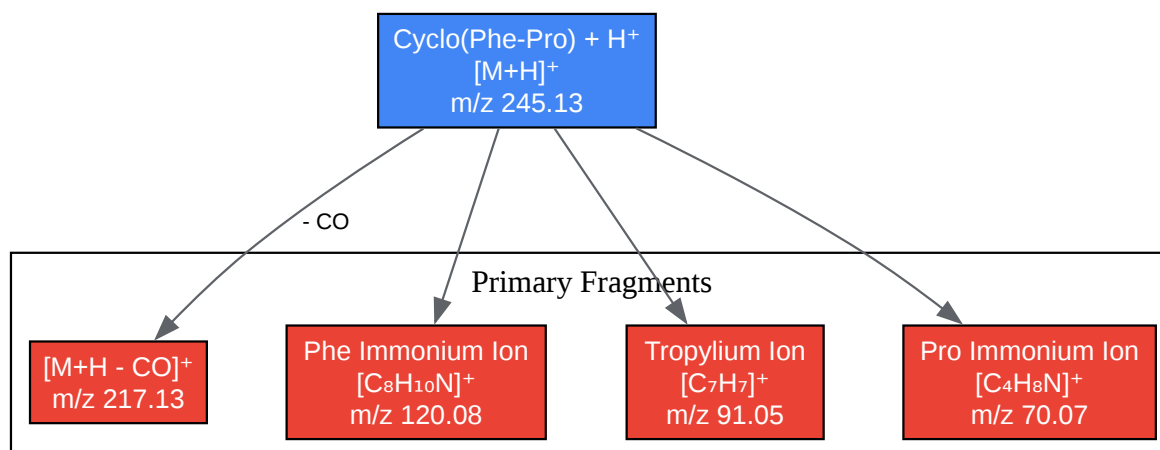 Cyclo(Phe-Pro) + H⁺
[M+H]⁺
m/z 245.13
- CO
Primary Fragments
[M+H - CO]⁺
m/z 217.13
Phe Immonium Ion
[C₈H₁₀N]⁺
m/z 120.08
Tropylium Ion
[C₇H₇]⁺
m/z 91.05
Pro Immonium Ion
[C₄H₈N]⁺
m/z 70.07